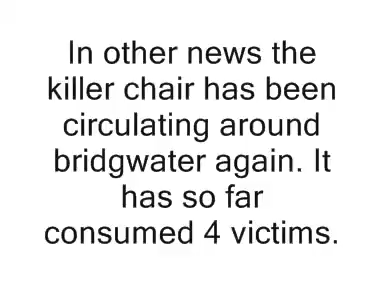 In other news the
killer chair has been
circulating around
bridgwater again. It
has so far
consumed 4 victims.